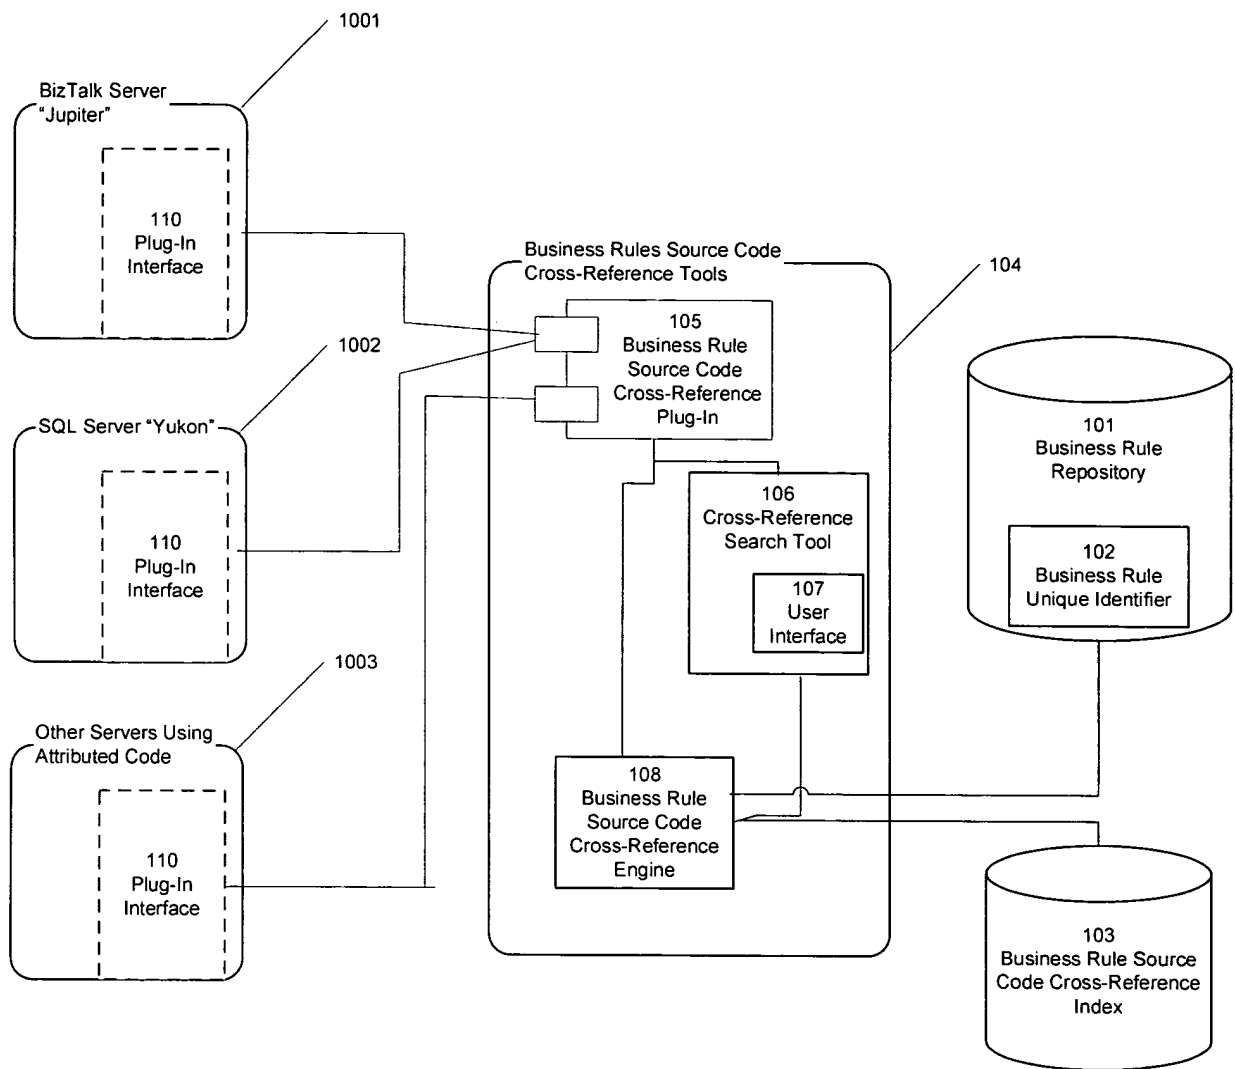 1001
BizTalk Server
“Jupiter”
110
Plug-In
Interface
1002
SQL Server “Yukon”
110
Plug-In
Interface
1003
Other Servers Using
Attributed Code
110
Plug-In
Interface
Business Rules Source Code
Cross-Reference Tools
104
105
Business Rule
Source Code
Cross-Reference
Plug-In
106
Cross-Reference
Search Tool
107
User
Interface
108
Business Rule
Source Code
Cross-Reference
Engine
101
Business Rule
Repository
102
Business Rule
Unique Identifier
103
Business Rule Source
Code Cross-Reference
Index